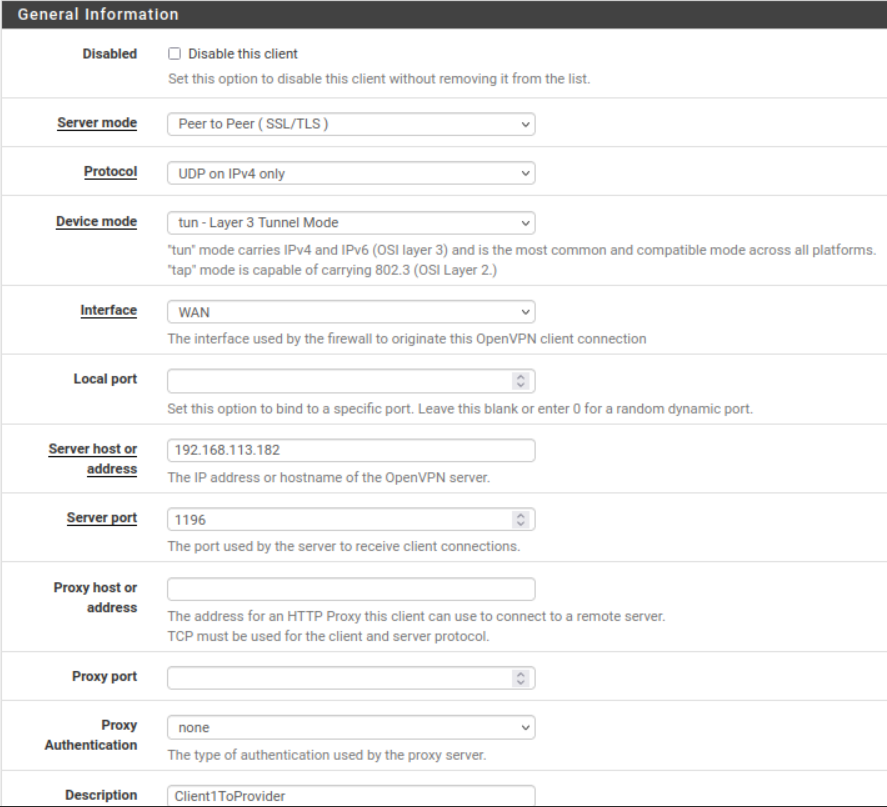 General Information
Disabled
Disable this client
Set this option to disable this client without removing it from the list.
Server mode
Peer to Peer ( SSL/TLS )
Protocol
UDP on IPv4 only
Device mode
tun - Layer 3 Tunnel Mode
"tun" mode carries IPv4 and IPv6 (OSI layer 3) and is the most common and compatible mode across all platforms.
"tap" mode is capable of carrying 802.3 (OSI Layer 2.)
Interface
WAN
The interface used by the firewall to originate this OpenVPN client connection
Local port
Set this option to bind to a specific port. Leave this blank or enter 0 for a random dynamic port.
Server host or
address
192.168.113.182
The IP address or hostname of the OpenVPN server.
Server port
1196
The port used by the server to receive client connections.
Proxy host or
address
The address for an HTTP Proxy this client can use to connect to a remote server.
TCP must be used for the client and server protocol.
Proxy port
Proxy
Authentication
none
The type of authentication used by the proxy server.
Description
Client1ToProvider